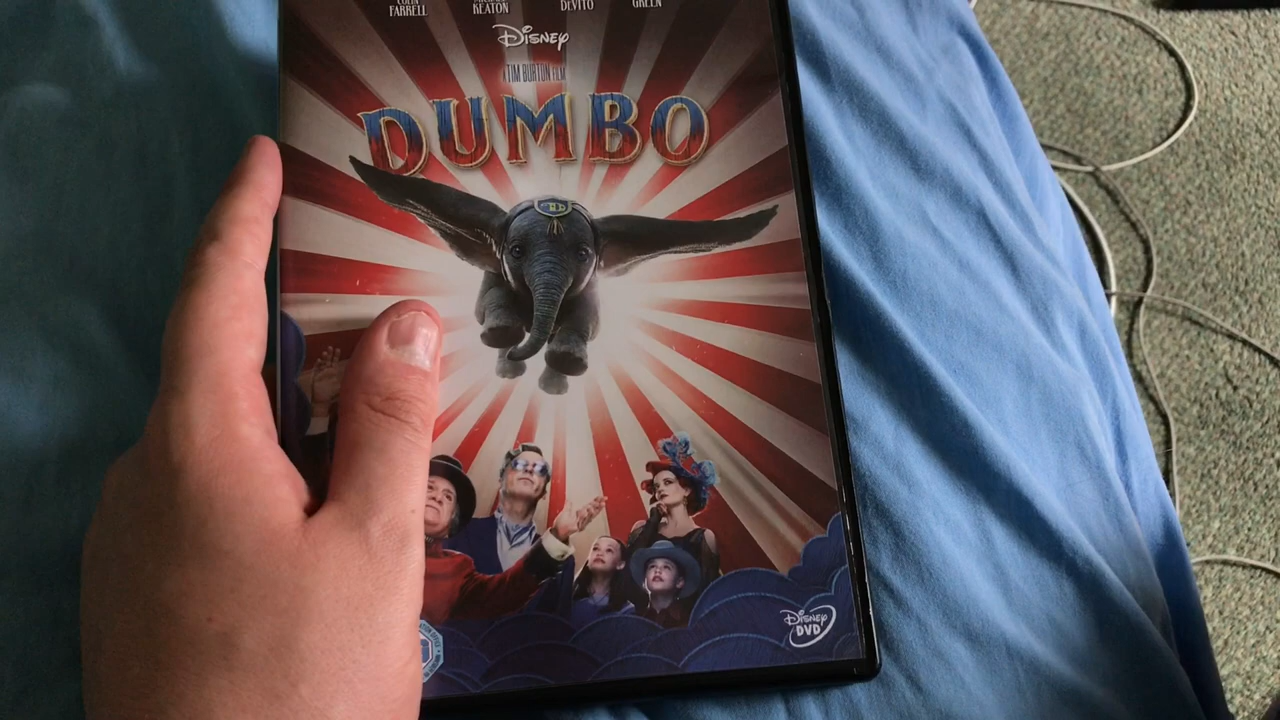 FARRELL KEATON DEVITO GREEN
Disney
A TIM BURTON FILM
DUMBO
Disney
DVD